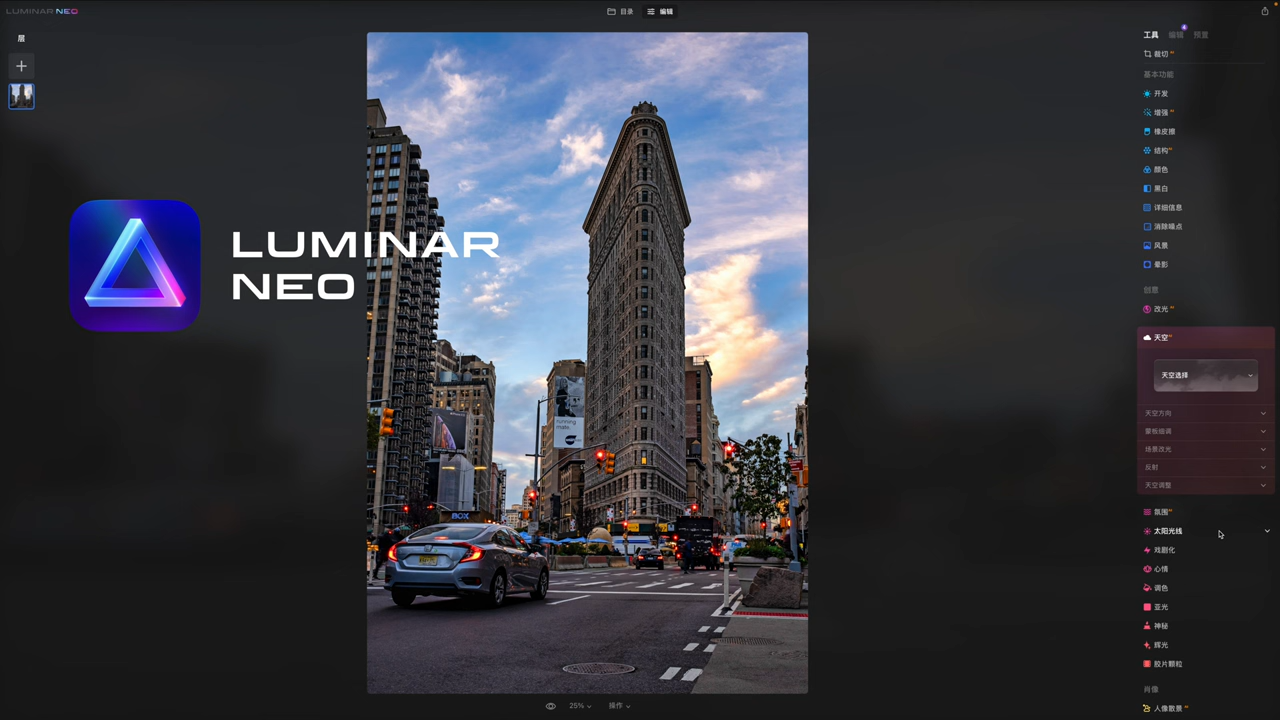 LUMINAR NEO
目录
编辑
层
工具
编辑
4
预置
裁切
基本功能
开发
增强
橡皮擦
结构
颜色
黑白
详细信息
消除噪点
风景
晕影
创意
改光
天空
天空选择
天空方向
蒙板细调
场景改光
反射
天空调整
氛围
太阳光线
戏剧化
心情
调色
亚光
神秘
辉光
胶片颗粒
肖像
人像散景
LUMINAR
NEO
running
mate.
BOX
25%
操作